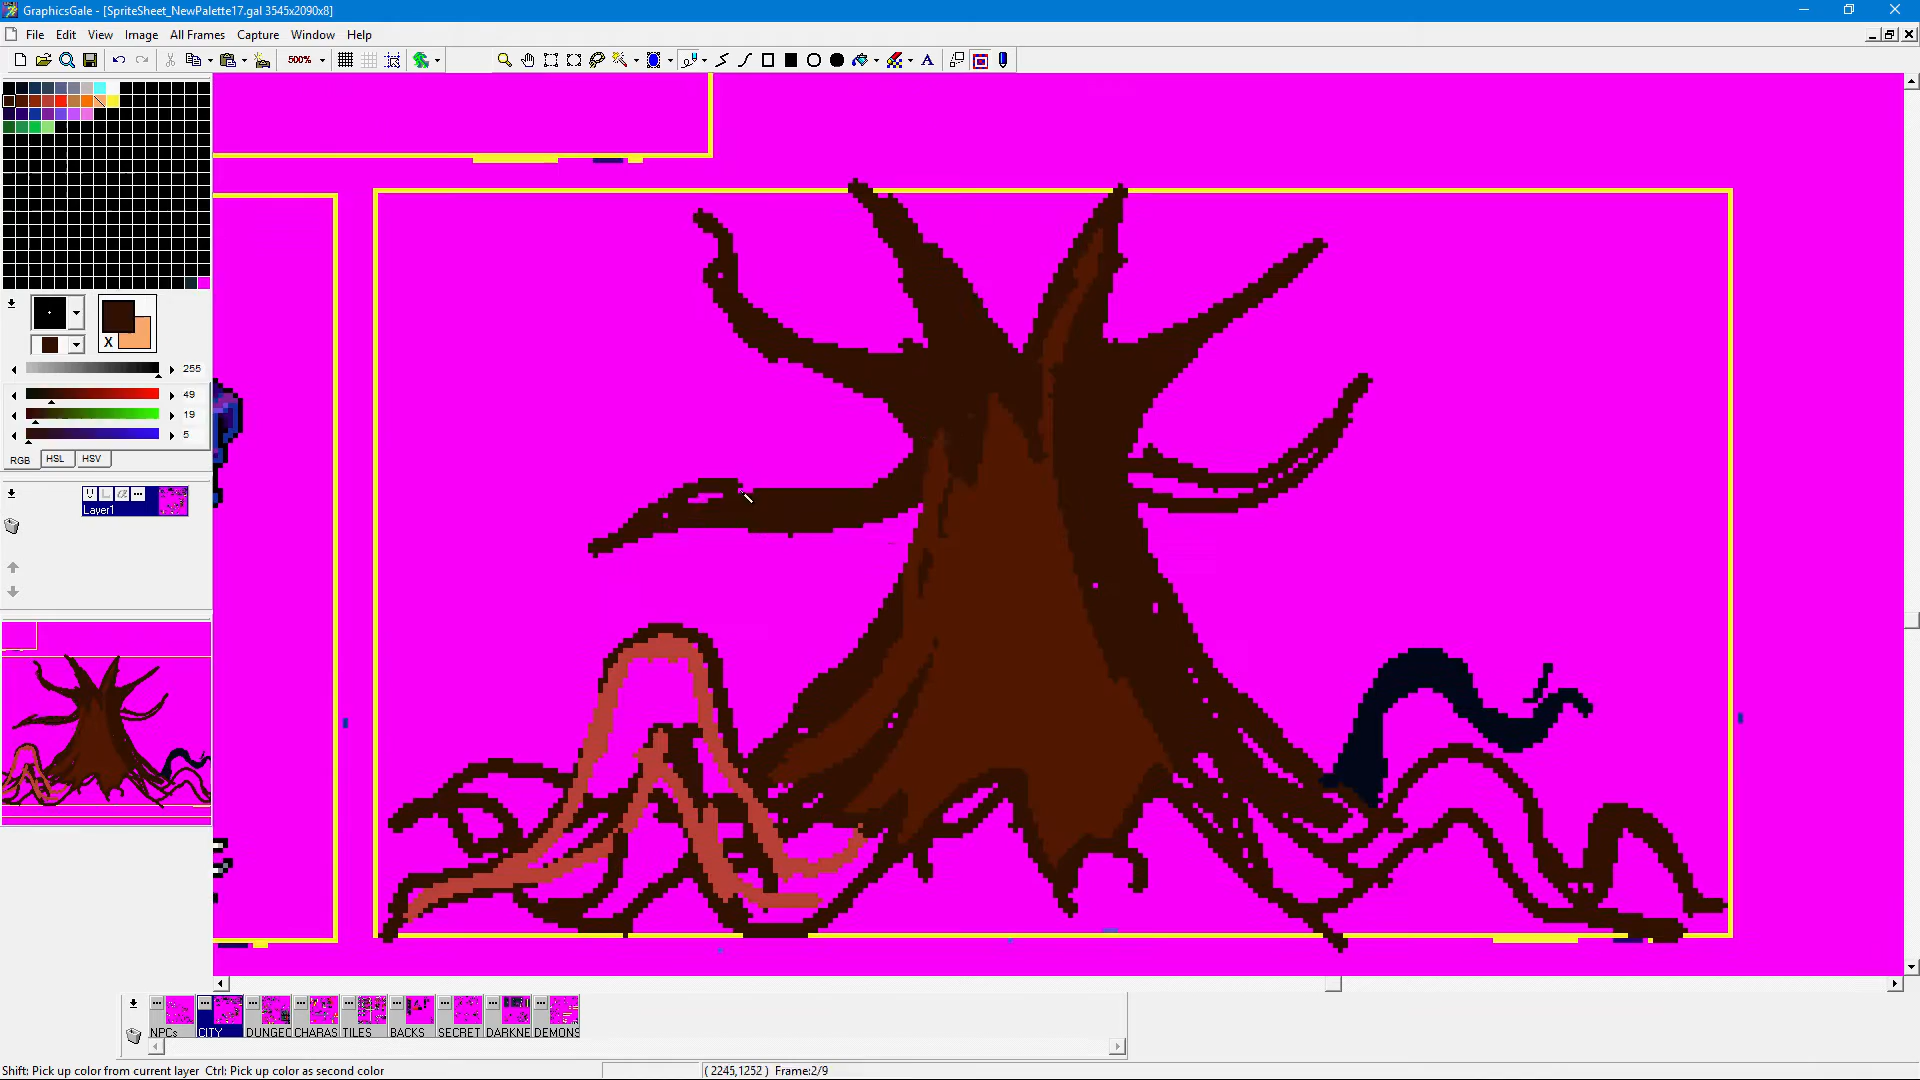 GraphicsGale - [SpriteSheet_NewPalette17.gal 3545x2090x8]
File Edit View Image All Frames Capture Window Help
500%
A
X
255
49
19
5
RGB HSL HSV
Layer1
NPCs CITY DUNGEO CHARAS TILES BACKS SECRET DARKNE DEMONS
Shift: Pick up color from current layer Ctrl: Pick up color as second color
( 2245,1252 ) Frame:2/9